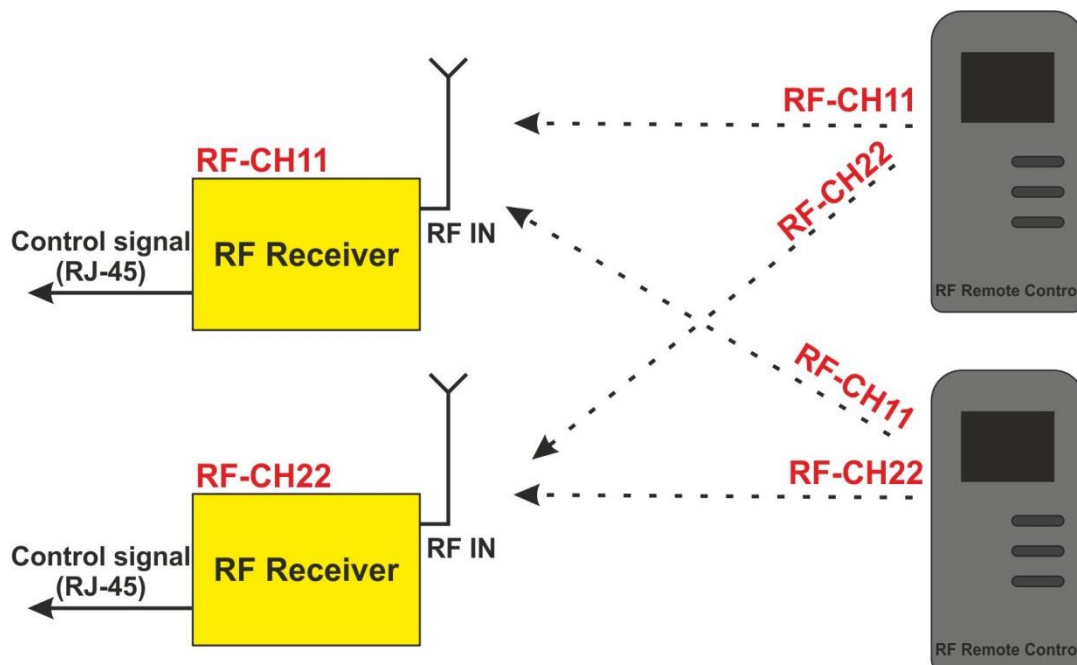 RF-CH11
RF-CH11
RF-CH22
Control signal
(RJ-45)
RF Receiver
RF IN
RF Remote Contro
RF-CH11
RF-CH22
RF-CH22
Control signal
(RJ-45)
RF Receiver
RF IN
RF Remote Contro